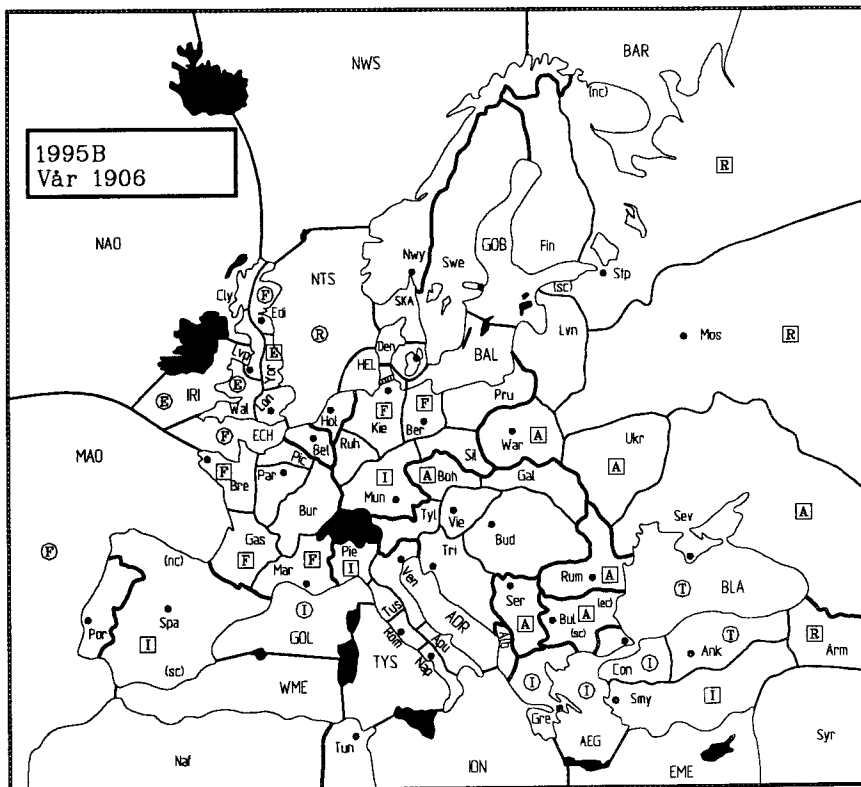 NWS
BAR
(nc)
R
1995B
Vår 1906
NAO
NTS
Nwy
Swe
GOB
Fin
(sc)
Stp
Cly
F
Edi
R
SKA
Den
Lvn
Mos
R
Lvp
E
Yor
HEL
BAL
IRI
E
E
Wal
Lon
Hol
F
Kie
F
Ber
Pru
War
A
Ukr
MAO
F
ECH
Bel
Ruh
Sil
A
F
Bre
Pic
Par
I
Mun
A
Boh
Gal
Sev
A
Bur
Tyl
Vie
Bud
F
Gas
F
(nc)
Mar
F
Pie
I
Ven
Tri
Rum
A
T
BLA
Por
Spa
I
I
GOL
Tus
ADR
Ser
A
Bul
A
(ec)
(sc)
T
Rom
Apu
Alb
Con
I
Ank
R
Arm
(sc)
TYS
Nap
I
I
Smy
I
WME
Gre
AEG
Syr
Naf
Tun
ION
EME